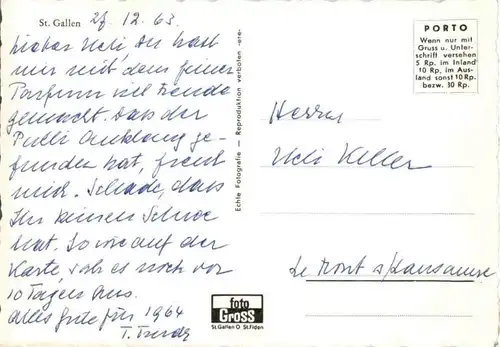 St. Gallen 27.12.63.
Lieber Ueli Du hast
mir mit dem feinen
Parfum viel Freude
gemacht. Dass der
Pulli Anklang ge-
funden hat, freut
mich. Schade, dass
Ihr keinen Schnee
hat. So wie auf der
Karte, sah es noch vor
10 Tagen aus.
Alles gute für 1964
T.
Echte Fotografie — Reproduktion verboten
foto
Gross
St.Gallen O St.Fiden
PORTO
Wenn nur mit
Gruss u. Unter-
schrift versehen
5 Rp. im Inland
10 Rp. im Aus-
land sonst 10 Rp.
bezw. 30 Rp.
Herrn
Ueli Keller
Le Mont s/Lausanne